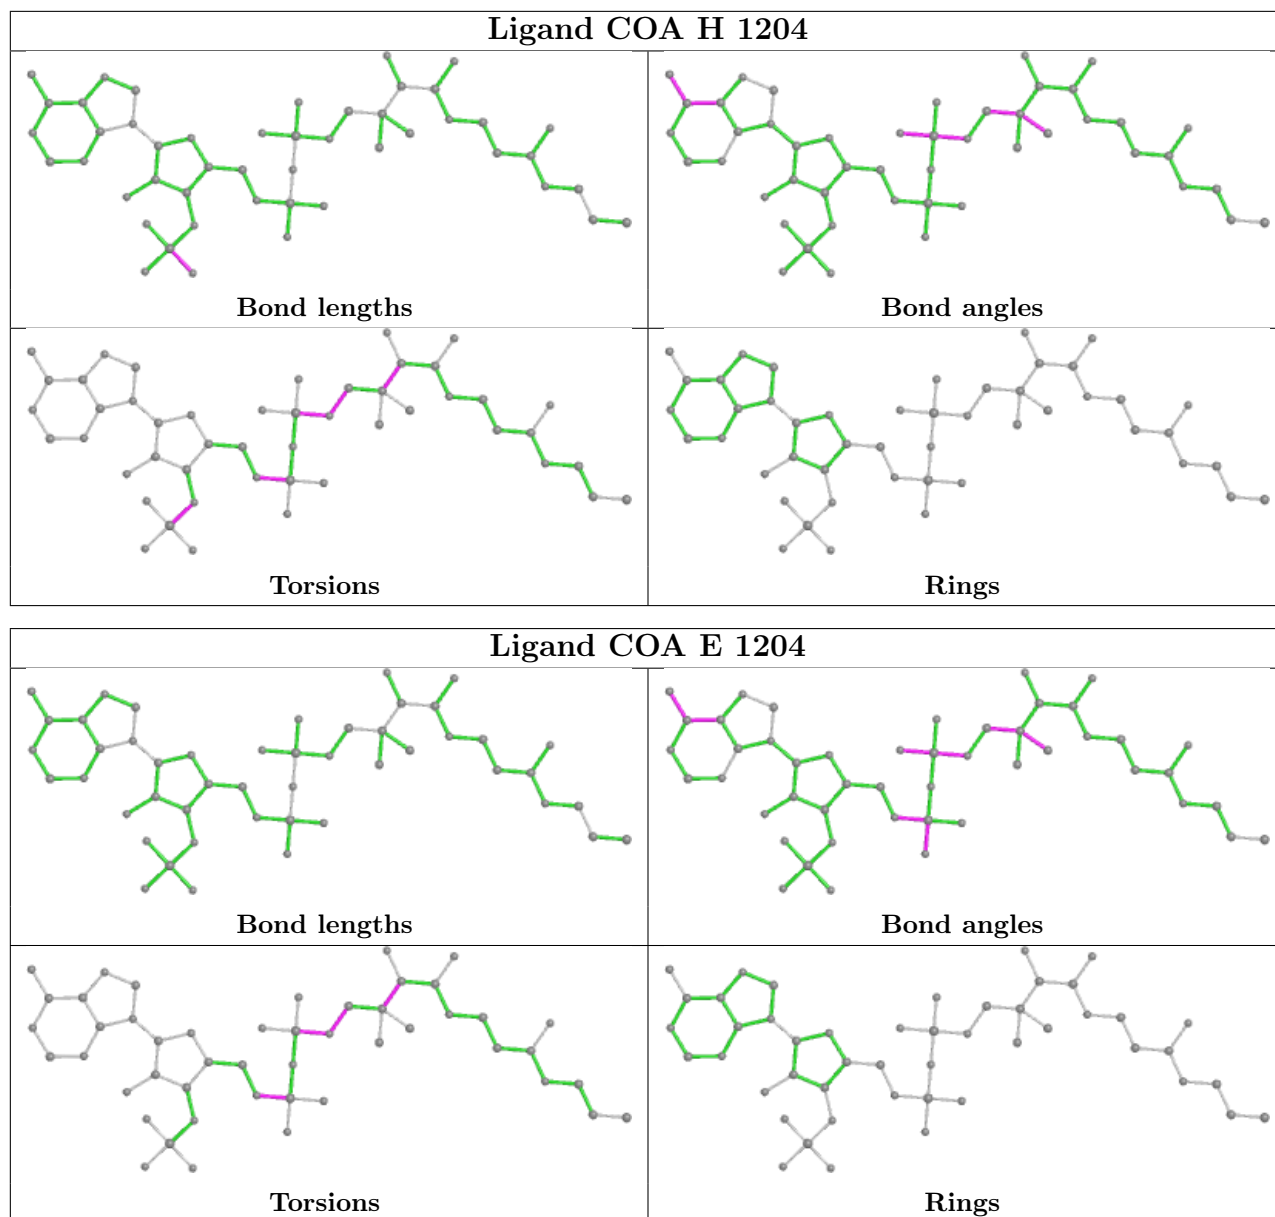 Ligand COA H 1204
Bond lengths
Bond angles
Torsions
Rings
Ligand COA E 1204
Bond lengths
Bond angles
Torsions
Rings